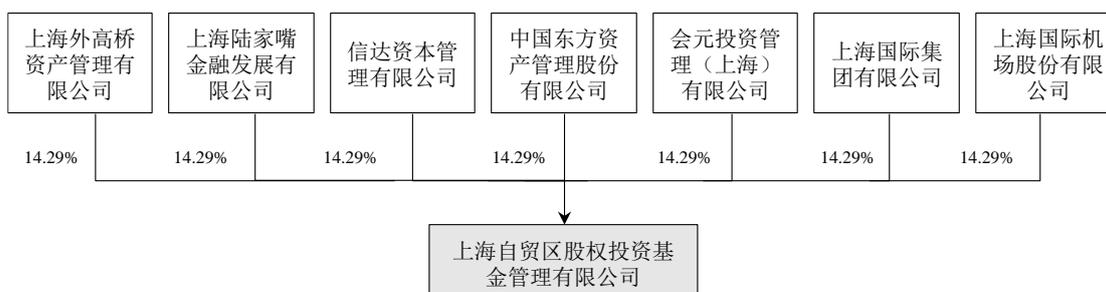 上海外高桥
资产管理有
限公司
上海陆家嘴
金融发展有
限公司
信达资本管
理有限公司
中国东方资
产管理股份
有限公司
会元投资管
理（上海）
有限公司
上海国际集
团有限公司
上海国际机
场股份有限
公司
14.29%
14.29%
14.29%
14.29%
14.29%
14.29%
14.29%
上海自贸区股权投资基
金管理有限公司